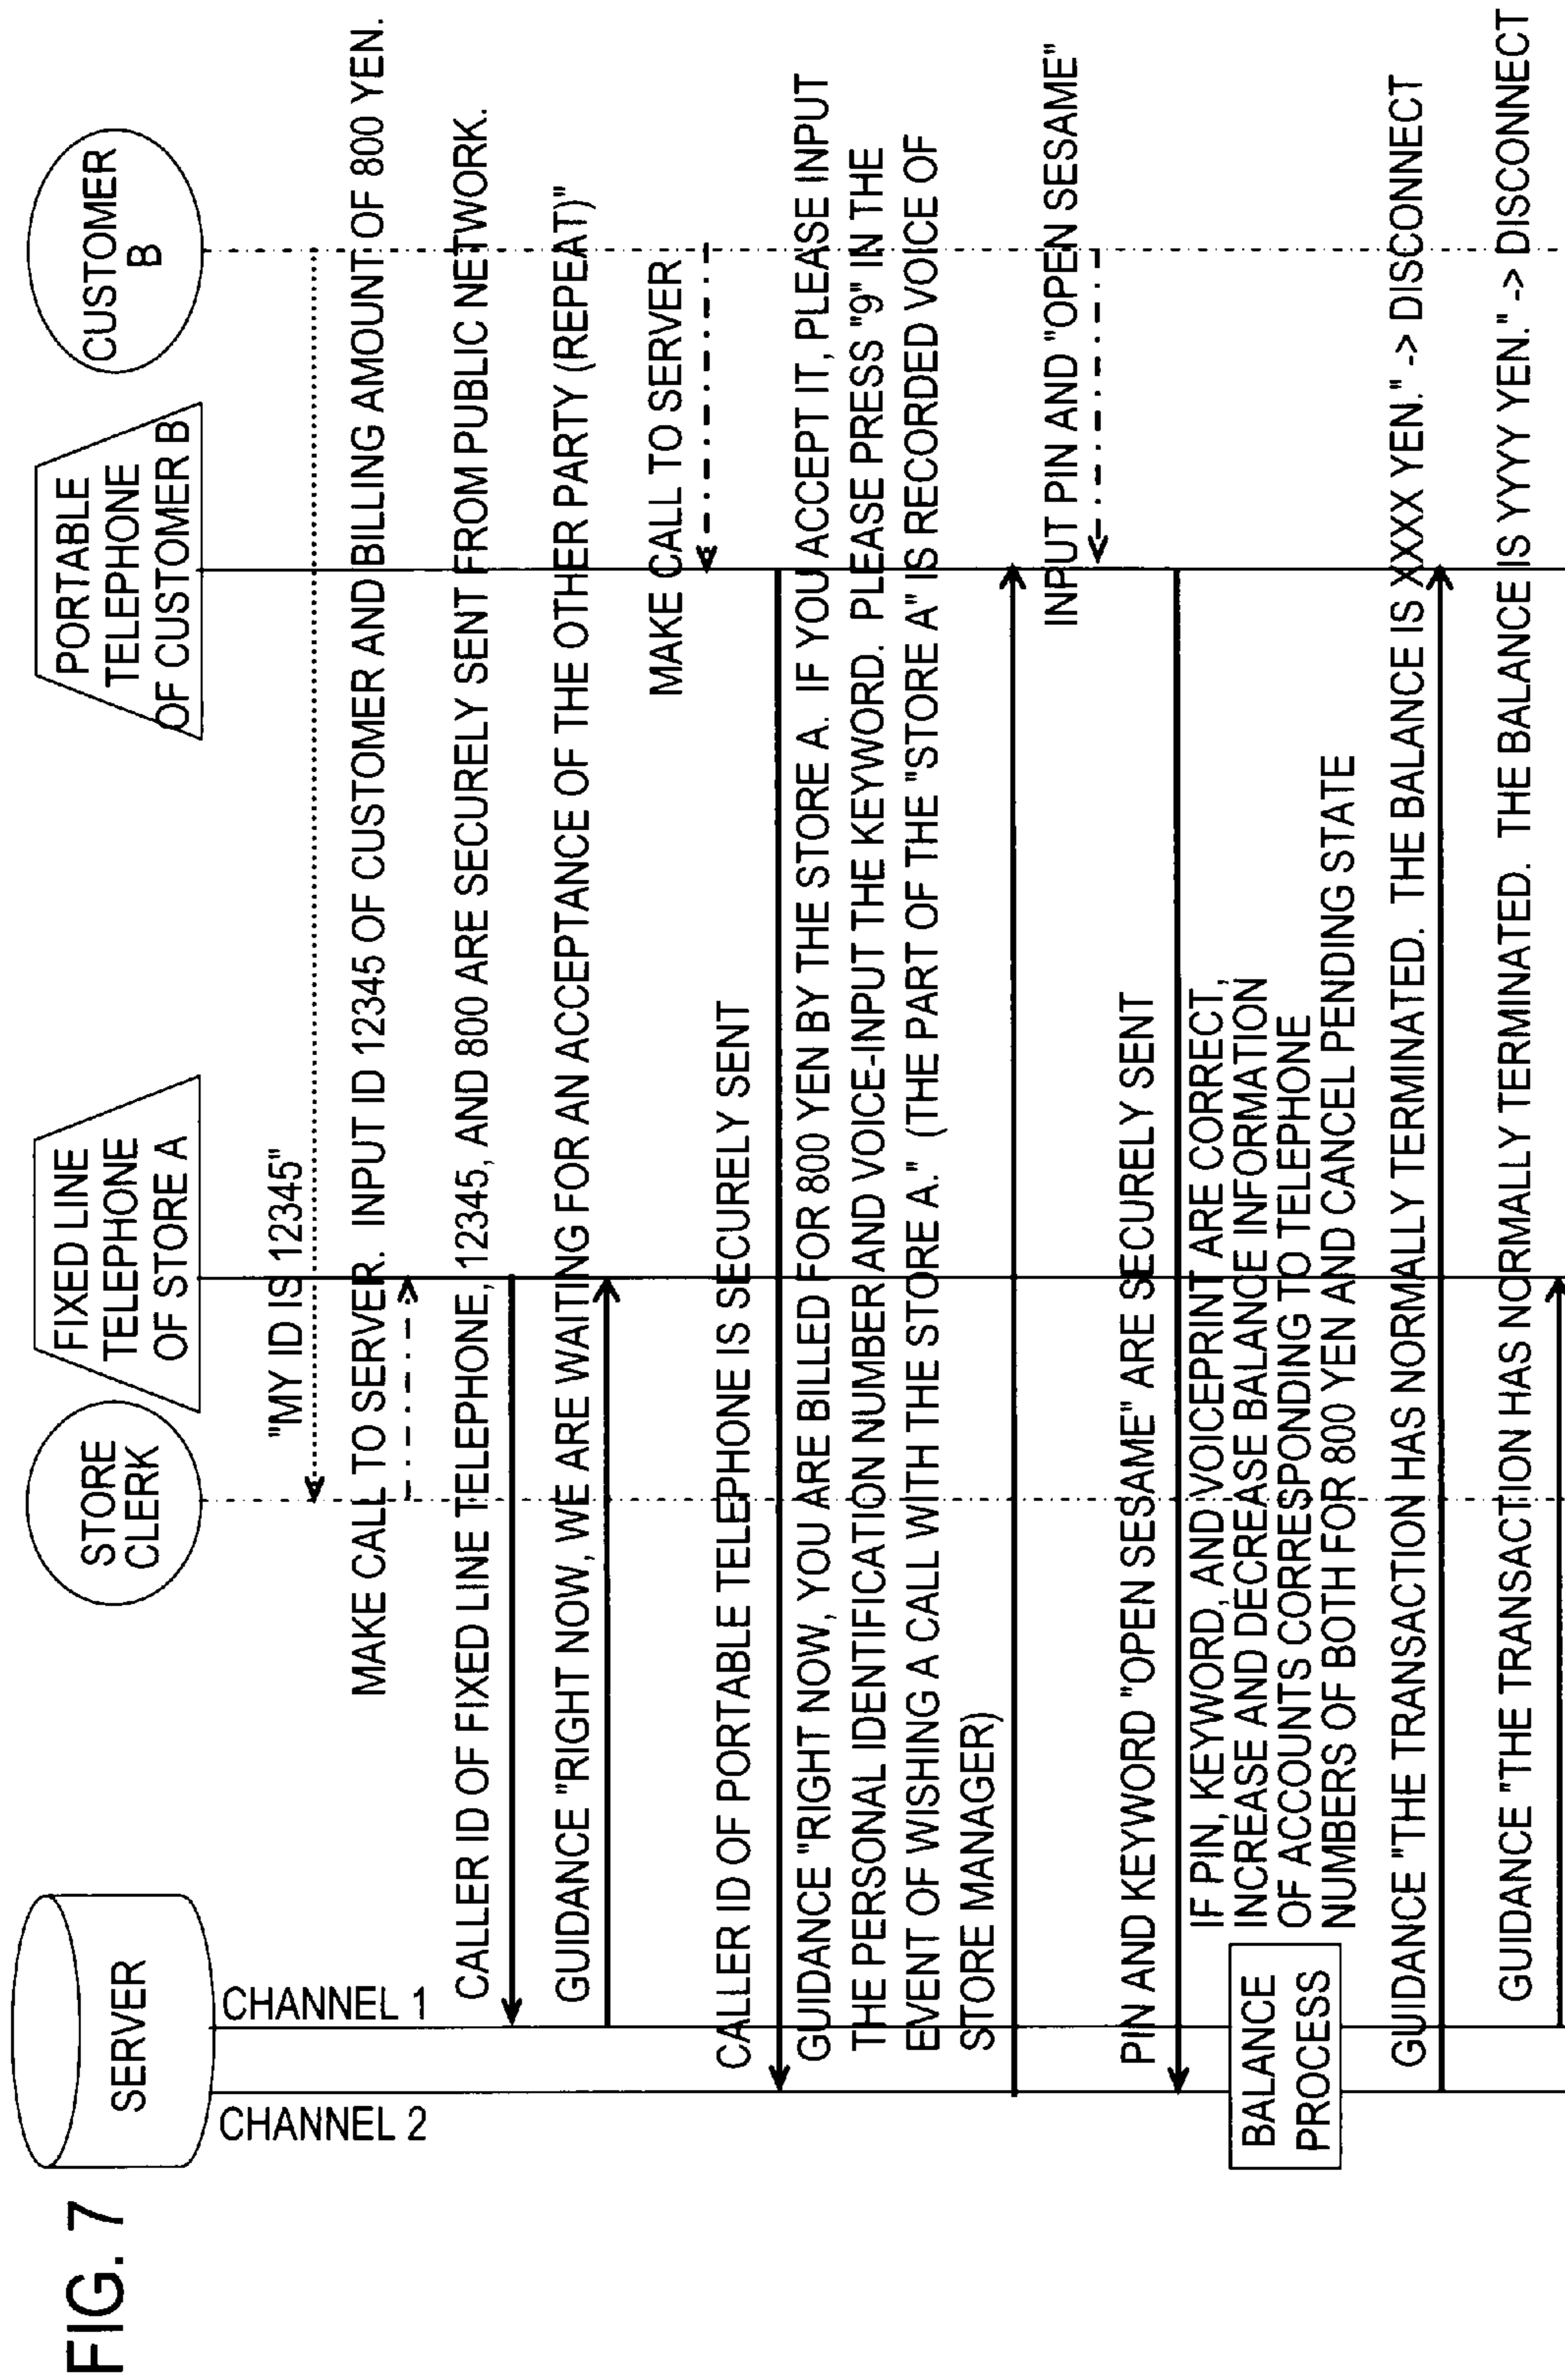 FIG. 7
SERVER
STORE
CLERK
FIXED LINE
TELEPHONE
OF STORE A
PORTABLE
TELEPHONE
OF CUSTOMER B
CUSTOMER
B
CHANNEL 1
CHANNEL 2
"MY ID IS 12345"
MAKE CALL TO SERVER. INPUT ID 12345 OF CUSTOMER AND BILLING AMOUNT OF 800 YEN.
CALLER ID OF FIXED LINE TELEPHONE, 12345, AND 800 ARE SECURELY SENT FROM PUBLIC NETWORK.
GUIDANCE "RIGHT NOW, WE ARE WAITING FOR AN ACCEPTANCE OF THE OTHER PARTY (REPEAT)"
MAKE CALL TO SERVER
CALLER ID OF PORTABLE TELEPHONE IS SECURELY SENT
GUIDANCE "RIGHT NOW, YOU ARE BILLED FOR 800 YEN BY THE STORE A. IF YOU ACCEPT IT, PLEASE INPUT
THE PERSONAL IDENTIFICATION NUMBER AND VOICE-INPUT THE KEYWORD. PLEASE PRESS "9" IN THE
EVENT OF WISHING A CALL WITH THE STORE A." (THE PART OF THE "STORE A" IS RECORDED VOICE OF
STORE MANAGER)
INPUT PIN AND "OPEN SESAME"
PIN AND KEYWORD "OPEN SESAME" ARE SECURELY SENT
BALANCE
PROCESS
IF PIN, KEYWORD, AND VOICEPRINT ARE CORRECT,
INCREASE AND DECREASE BALANCE INFORMATION
OF ACCOUNTS CORRESPONDING TO TELEPHONE
NUMBERS OF BOTH FOR 800 YEN AND CANCEL PENDING STATE
GUIDANCE "THE TRANSACTION HAS NORMALLY TERMINATED. THE BALANCE IS XXXX YEN." -> DISCONNECT
GUIDANCE "THE TRANSACTION HAS NORMALLY TERMINATED. THE BALANCE IS YYYY YEN." -> DISCONNECT